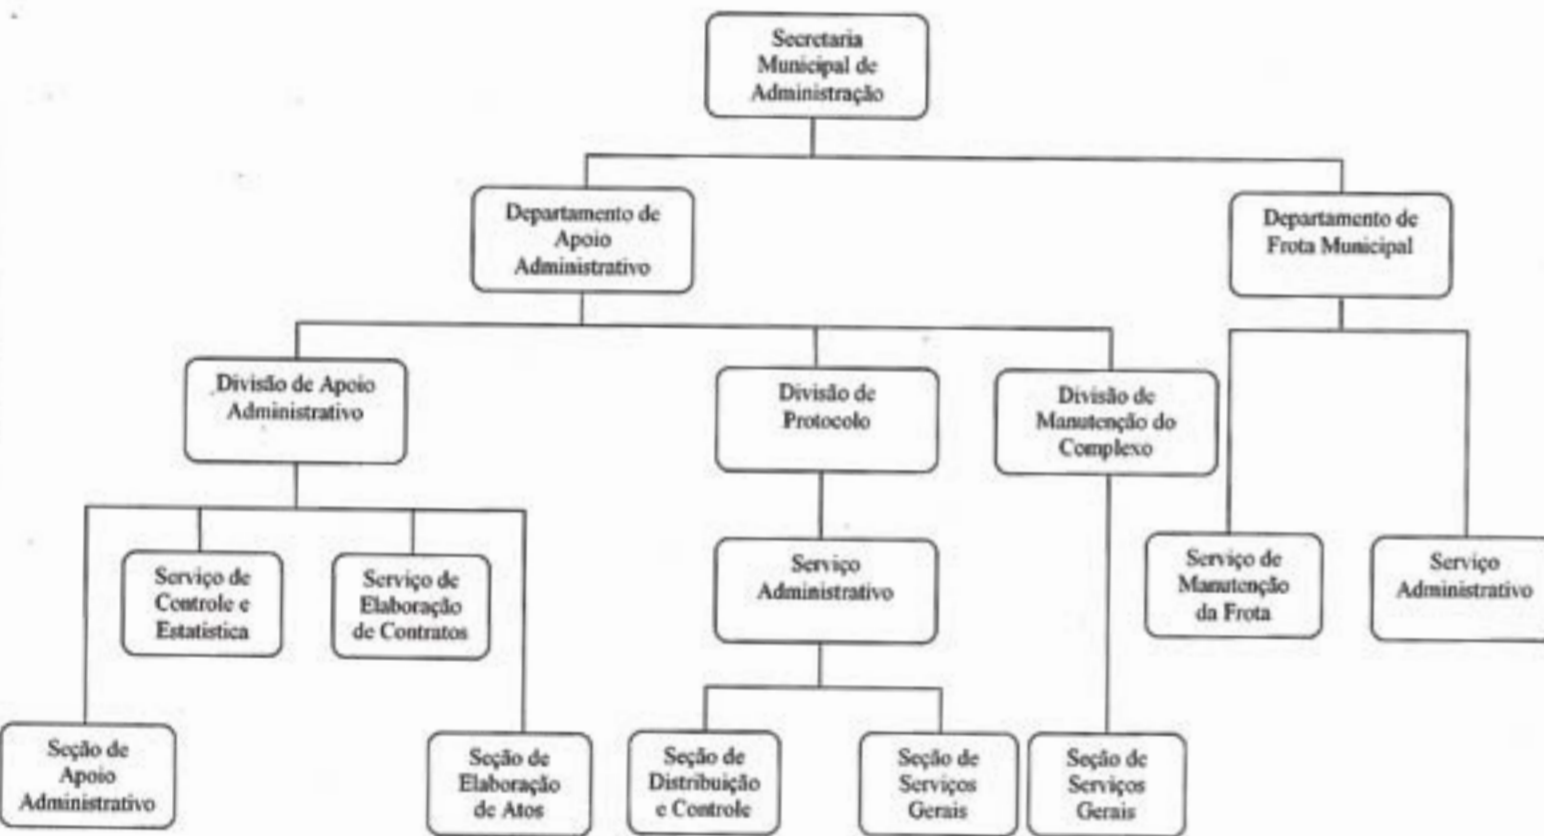 Secretaria
Municipal de
Administração
Departamento de
Apoio
Administrativo
Departamento de
Frota Municipal
Divisão de Apoio
Administrativo
Divisão de
Protocolo
Divisão de
Manutenção do
Complexo
Serviço de
Controle e
Estatística
Serviço de
Elaboração
de Contratos
Serviço
Administrativo
Serviço de
Manutenção
da Frota
Serviço
Administrativo
Seção de
Apoio
Administrativo
Seção de
Elaboração
de Atos
Seção de
Distribuição
e Controle
Seção de
Serviços
Gerais
Seção de
Serviços
Gerais